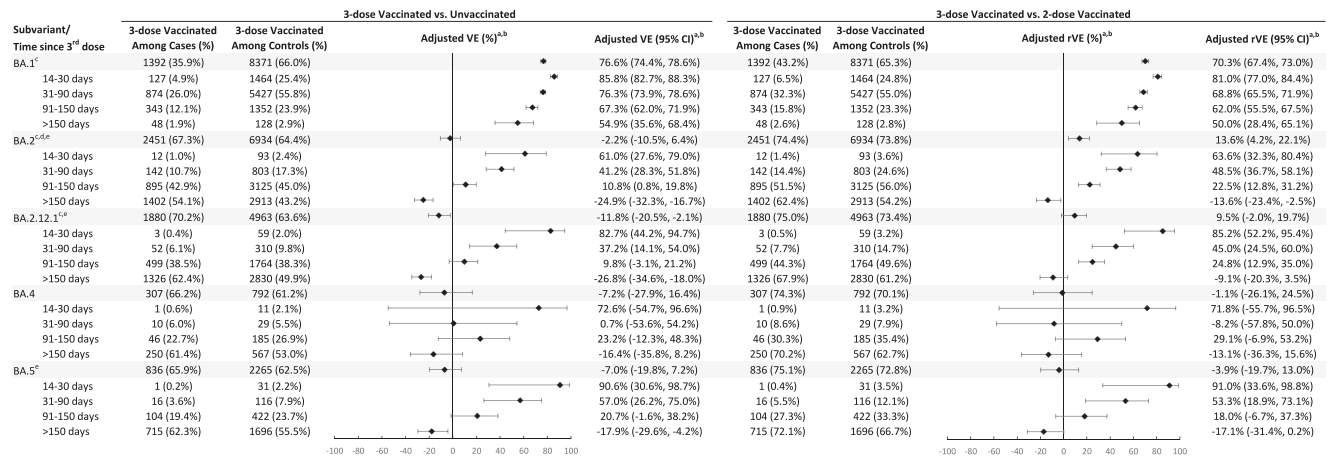 3-dose Vaccinated vs. Unvaccinated 3-dose Vaccinated vs. 2-dose Vaccinated
Subvariant/ 3-dose Vaccinated 3-dose Vaccinated Adjusted VE (%)a,b Adjusted VE (95% CI)a,b 3-dose Vaccinated 3-dose Vaccinated Adjusted rVE (%)a,b Adjusted rVE (95% CI)a,b
Time since 3rd dose Among Cases (%) Among Controls (%) Among Cases (%) Among Controls (%)
BA.1c 1392 (35.9%) 8371 (66.0%) 76.6% (74.4%, 78.6%) 1392 (43.2%) 8371 (65.3%) 70.3% (67.4%, 73.0%)
14-30 days 127 (4.9%) 1464 (25.4%) 85.8% (82.7%, 88.3%) 127 (6.5%) 1464 (24.8%) 81.0% (77.0%, 84.4%)
31-90 days 874 (26.0%) 5427 (55.8%) 76.3% (73.9%, 78.6%) 874 (32.3%) 5427 (55.0%) 68.8% (65.5%, 71.9%)
91-150 days 343 (12.1%) 1352 (23.9%) 67.3% (62.0%, 71.9%) 343 (15.8%) 1352 (23.3%) 62.0% (55.5%, 67.5%)
>150 days 48 (1.9%) 128 (2.9%) 54.9% (35.6%, 68.4%) 48 (2.6%) 128 (2.8%) 50.0% (28.4%, 65.1%)
BA.2c,d,e 2451 (67.3%) 6934 (64.4%) -2.2% (-10.5%, 6.4%) 2451 (74.4%) 6934 (73.8%) 13.6% (4.2%, 22.1%)
14-30 days 12 (1.0%) 93 (2.4%) 61.0% (27.6%, 79.0%) 12 (1.4%) 93 (3.6%) 63.6% (32.3%, 80.4%)
31-90 days 142 (10.7%) 803 (17.3%) 41.2% (28.3%, 51.8%) 142 (14.4%) 803 (24.6%) 48.5% (36.7%, 58.1%)
91-150 days 895 (42.9%) 3125 (45.0%) 10.8% (0.8%, 19.8%) 895 (51.5%) 3125 (56.0%) 22.5% (12.8%, 31.2%)
>150 days 1402 (54.1%) 2913 (43.2%) -24.9% (-32.3%, -16.7%) 1402 (62.4%) 2913 (54.2%) -13.6% (-23.4%, -2.5%)
BA.2.12.1c,e 1880 (70.2%) 4963 (63.6%) -11.8% (-20.5%, -2.1%) 1880 (75.0%) 4963 (73.4%) 9.5% (-2.0%, 19.7%)
14-30 days 3 (0.4%) 59 (2.0%) 82.7% (44.2%, 94.7%) 3 (0.5%) 59 (3.2%) 85.2% (52.2%, 95.4%)
31-90 days 52 (6.1%) 310 (9.8%) 37.2% (14.1%, 54.0%) 52 (7.7%) 310 (14.7%) 45.0% (24.5%, 60.0%)
91-150 days 499 (38.5%) 1764 (38.3%) 9.8% (-3.1%, 21.2%) 499 (44.3%) 1764 (49.6%) 24.8% (12.9%, 35.0%)
>150 days 1326 (62.4%) 2830 (49.9%) -26.8% (-34.6%, -18.0%) 1326 (67.9%) 2830 (61.2%) -9.1% (-20.3%, 3.5%)
BA.4 307 (66.2%) 792 (61.2%) -7.2% (-27.9%, 16.4%) 307 (74.3%) 792 (70.1%) -1.1% (-26.1%, 24.5%)
14-30 days 1 (0.6%) 11 (2.1%) 72.6% (-54.7%, 96.6%) 1 (0.9%) 11 (3.2%) 71.8% (-55.7%, 96.5%)
31-90 days 10 (6.0%) 29 (5.5%) 0.7% (-53.6%, 54.2%) 10 (8.6%) 29 (7.9%) -8.2% (-57.8%, 50.0%)
91-150 days 46 (22.7%) 185 (26.9%) 23.2% (-12.3%, 48.3%) 46 (30.3%) 185 (35.4%) 29.1% (-6.9%, 53.2%)
>150 days 250 (61.4%) 567 (53.0%) -16.4% (-35.8%, 8.2%) 250 (70.2%) 567 (62.7%) -13.1% (-36.3%, 15.6%)
BA.5e 836 (65.9%) 2265 (62.5%) -7.0% (-19.8%, 7.2%) 836 (75.1%) 2265 (72.8%) -3.9% (-19.7%, 13.0%)
14-30 days 1 (0.2%) 31 (2.2%) 90.6% (30.6%, 98.7%) 1 (0.4%) 31 (3.5%) 91.0% (33.6%, 98.8%)
31-90 days 16 (3.6%) 116 (7.9%) 57.0% (26.2%, 75.0%) 16 (5.5%) 116 (12.1%) 53.3% (18.9%, 73.1%)
91-150 days 104 (19.4%) 422 (23.7%) 20.7% (-1.6%, 38.2%) 104 (27.3%) 422 (33.3%) 18.0% (-6.7%, 37.3%)
>150 days 715 (62.3%) 1696 (55.5%) -17.9% (-29.6%, -4.2%) 715 (72.1%) 1696 (66.7%) -17.1% (-31.4%, 0.2%)
-100 -80 -60 -40 -20 0 20 40 60 80 100 -100 -80 -60 -40 -20 0 20 40 60 80 100